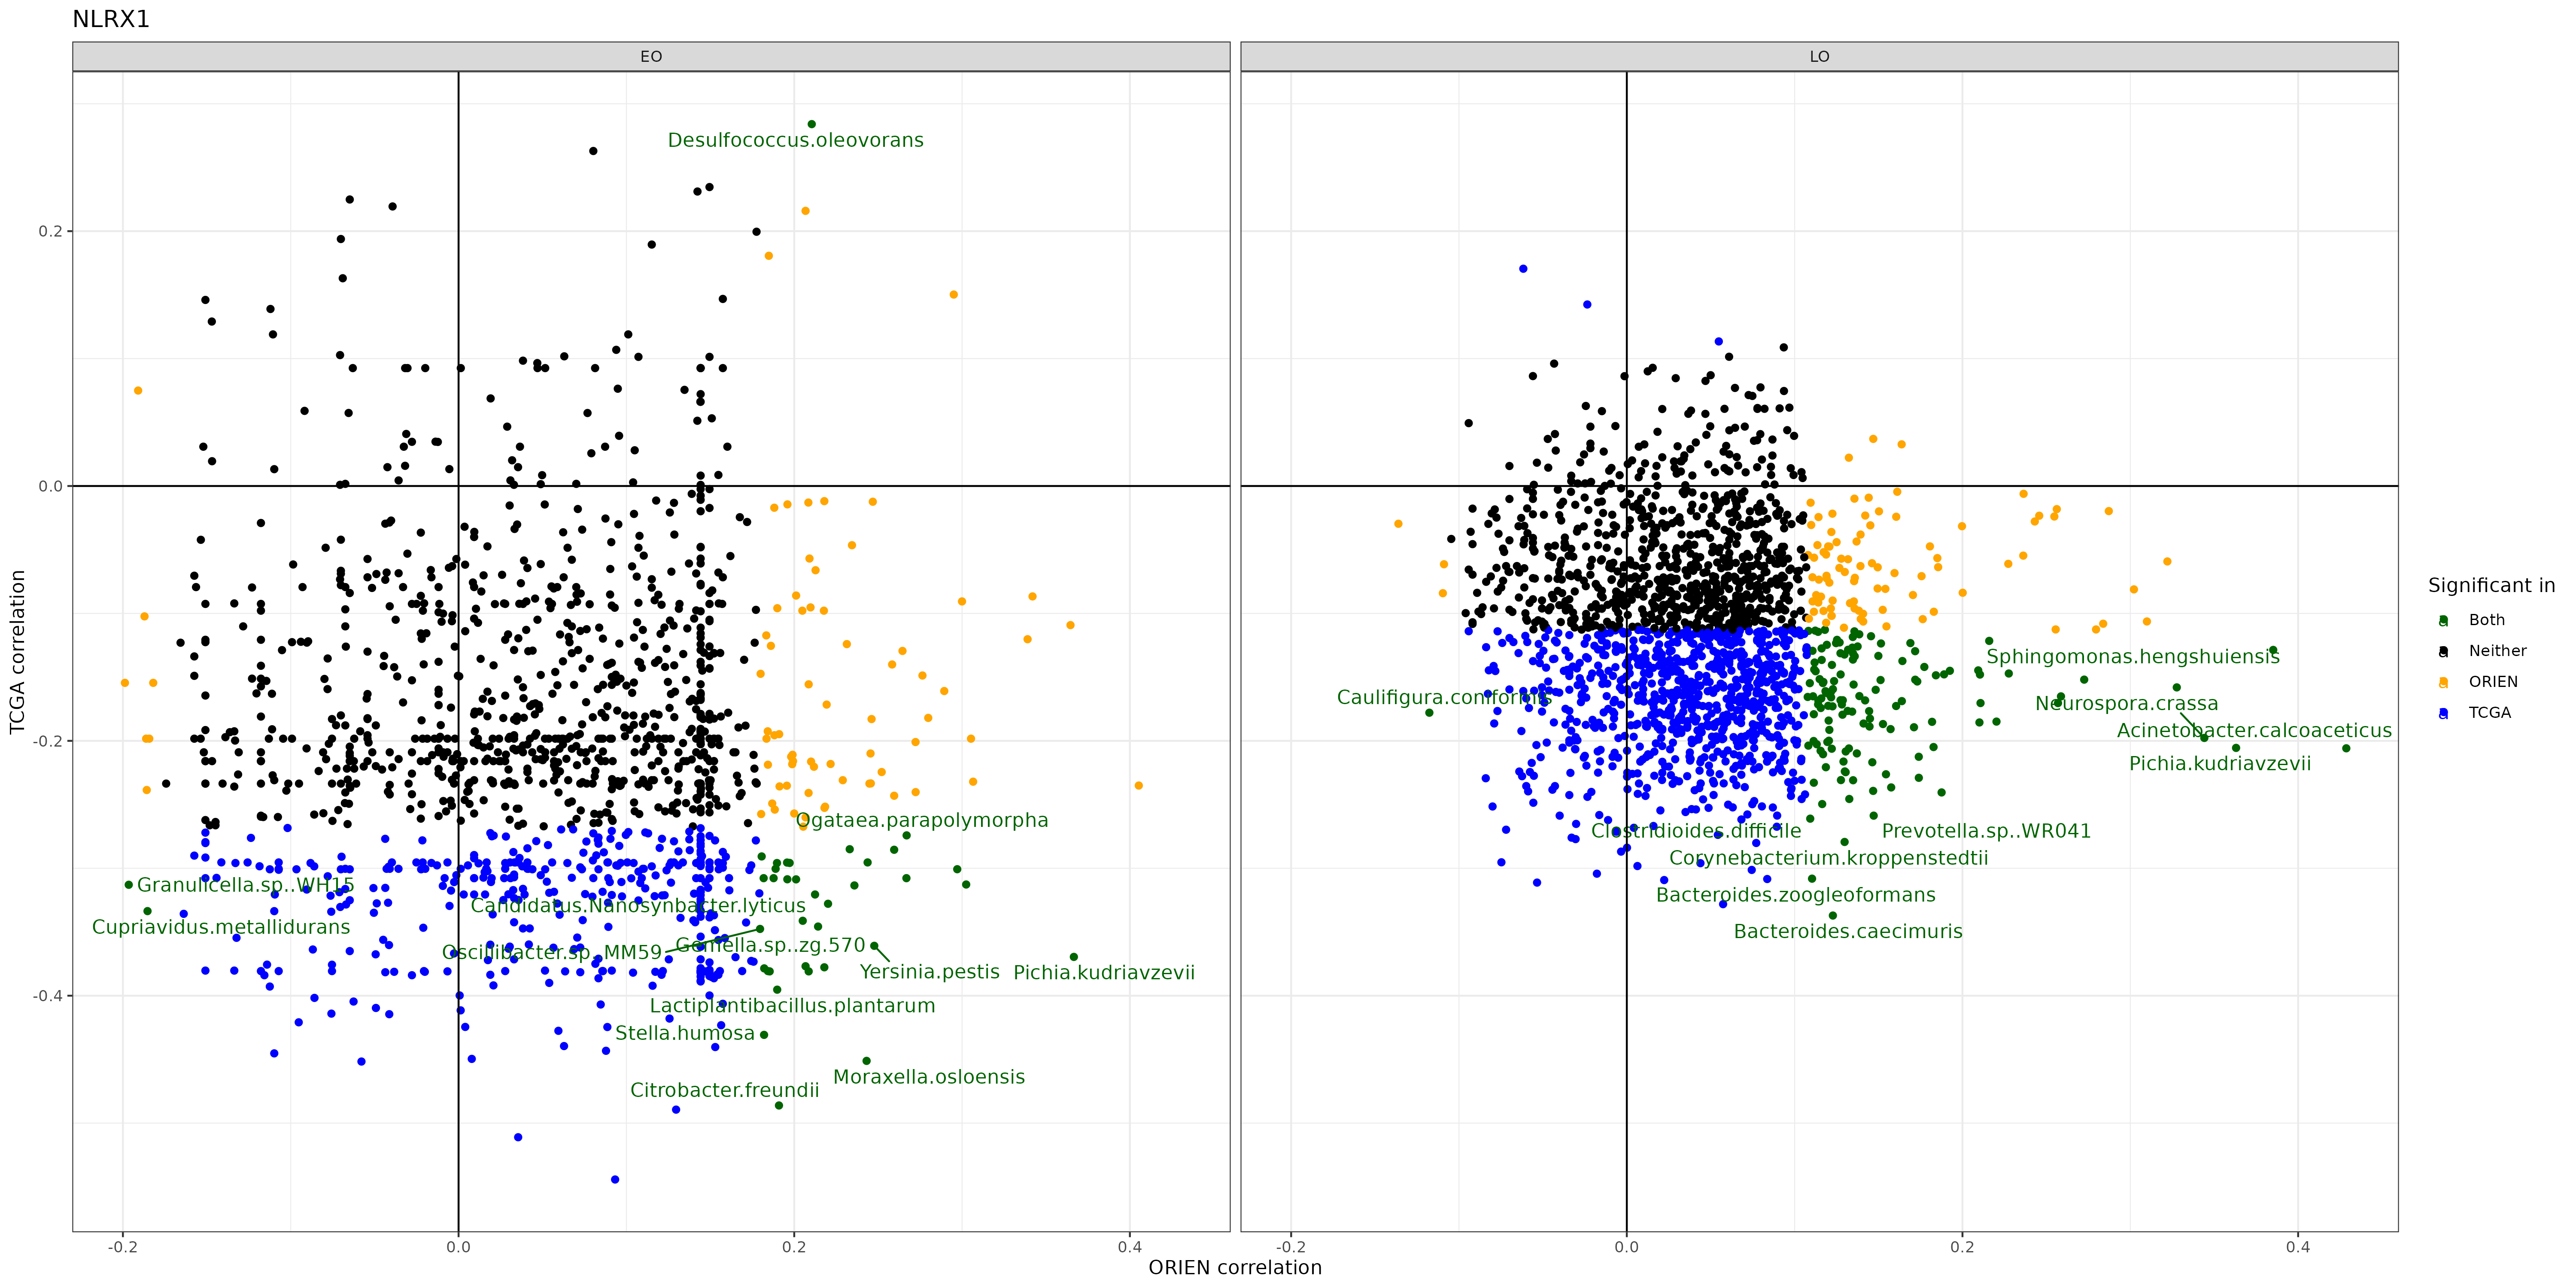 NLRX1
EO
LO
Desulfococcus.oleovorans
0.2
0.0
-0.2
-0.4
TCGA correlation
Sphingomonas.hengshuiensis
Caulifigura.coniformis
Neurospora.crassa
Acinetobacter.calcoaceticus
Pichia.kudriavzevii
Ogataea.parapolymorpha
Clostridioides.difficile
Prevotella.sp..WR041
Corynebacterium.kroppenstedtii
Granulicella.sp..WH15
Bacteroides.zoogleoformans
Candidatus.Nanosynbacter.lyticus
Cupriavidus.metallidurans
Bacteroides.caecimuris
Gemella.sp..zg.570
Oscillibacter.sp..MM59
Yersinia.pestis
Pichia.kudriavzevii
Lactiplantibacillus.plantarum
Stella.humosa
Moraxella.osloensis
Citrobacter.freundii
-0.2
0.0
0.2
0.4
-0.2
0.0
0.2
0.4
ORIEN correlation
Significant in
a Both
a Neither
a ORIEN
a TCGA